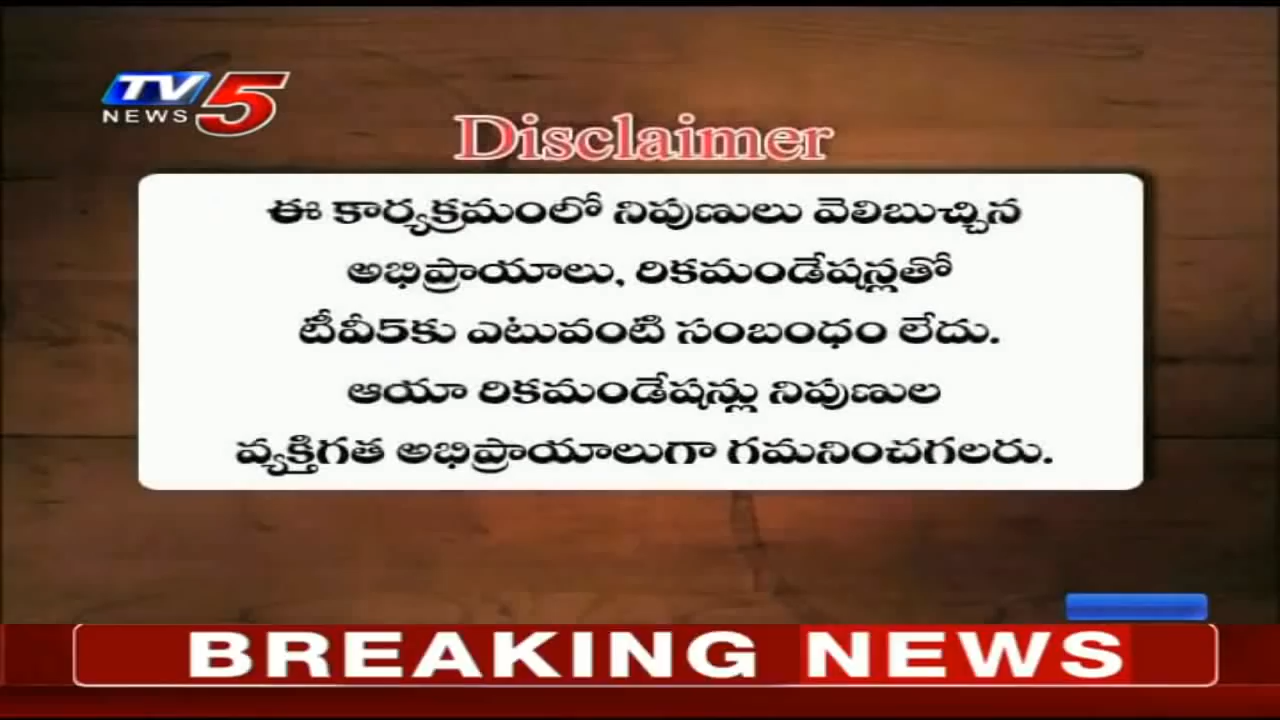 TV5
NEWS
Disclaimer
ఈ కార్యక్రమంలో నిపుణులు వెలిబుచ్చిన
అభిప్రాయాలు, రికమండేషన్లతో
టీవీ5కు ఎటువంటి సంబంధం లేదు.
ఆయా రికమండేషన్లు నిపుణుల
వ్యక్తిగత అభిప్రాయాలుగా గమనించగలరు.
BREAKING NEWS